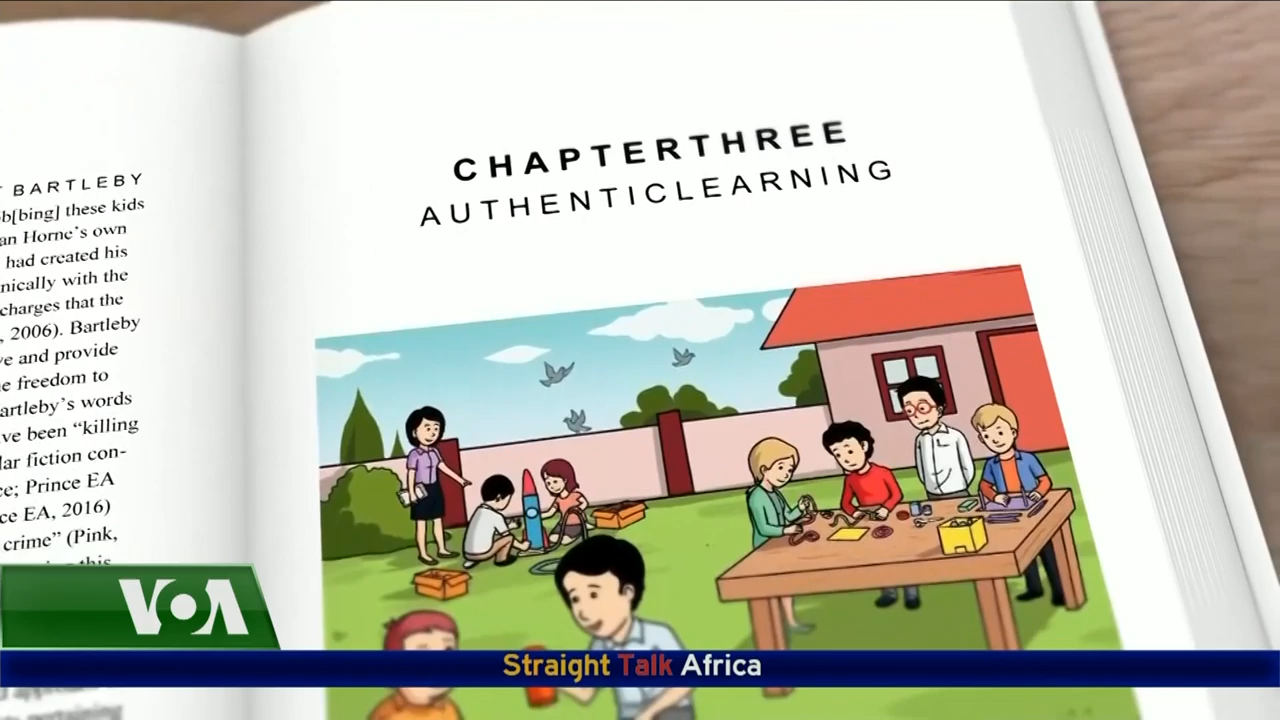 BARTLEBY
b[bing] these kids
an Horne's own
had created his
nically with the
charges that the
, 2006). Bartleby
ve and provide
e freedom to
artleby's words
ve been "killing
lar fiction con-
ce; Prince EA
ce EA, 2016)
crime" (Pink,
this
CHAPTERTHREE
AUTHENTICLEARNING
VOA
Straight Talk Africa